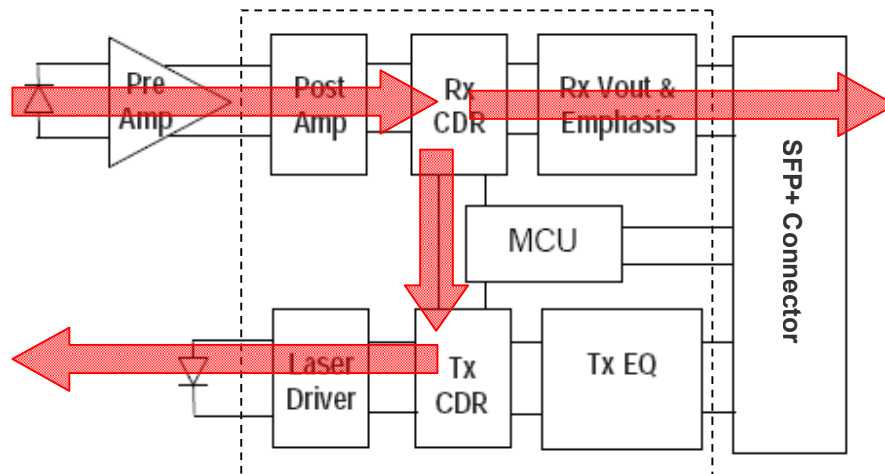 Pre
Amp
Post
Amp
Rx
CDR
Rx Vout &
Emphasis
SFP+ Connector
MCU
Laser
Driver
Tx
CDR
Tx EQ